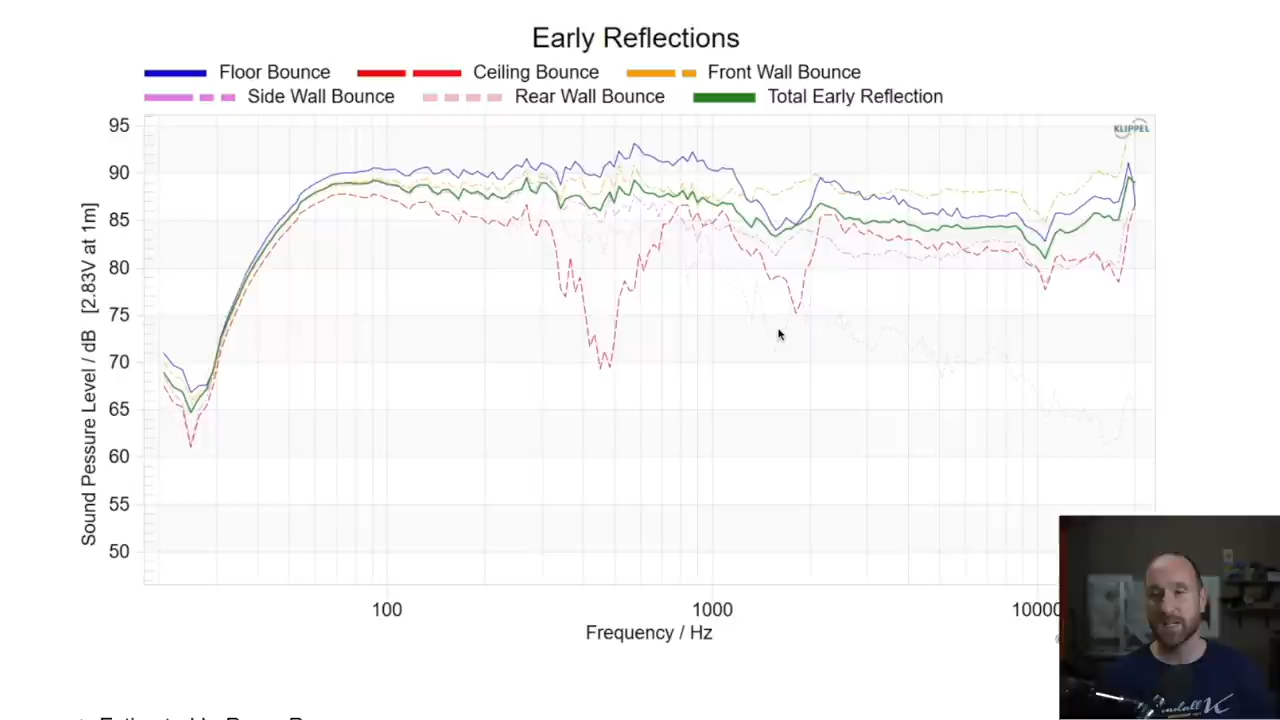 Early Reflections
Floor Bounce Ceiling Bounce Front Wall Bounce
Side Wall Bounce Rear Wall Bounce Total Early Reflection
KLIPPEL
95
90
85
80
75
70
65
60
55
50
Sound Pessure Level / dB [2.83V at 1m]
100 1000 10000
Frequency / Hz